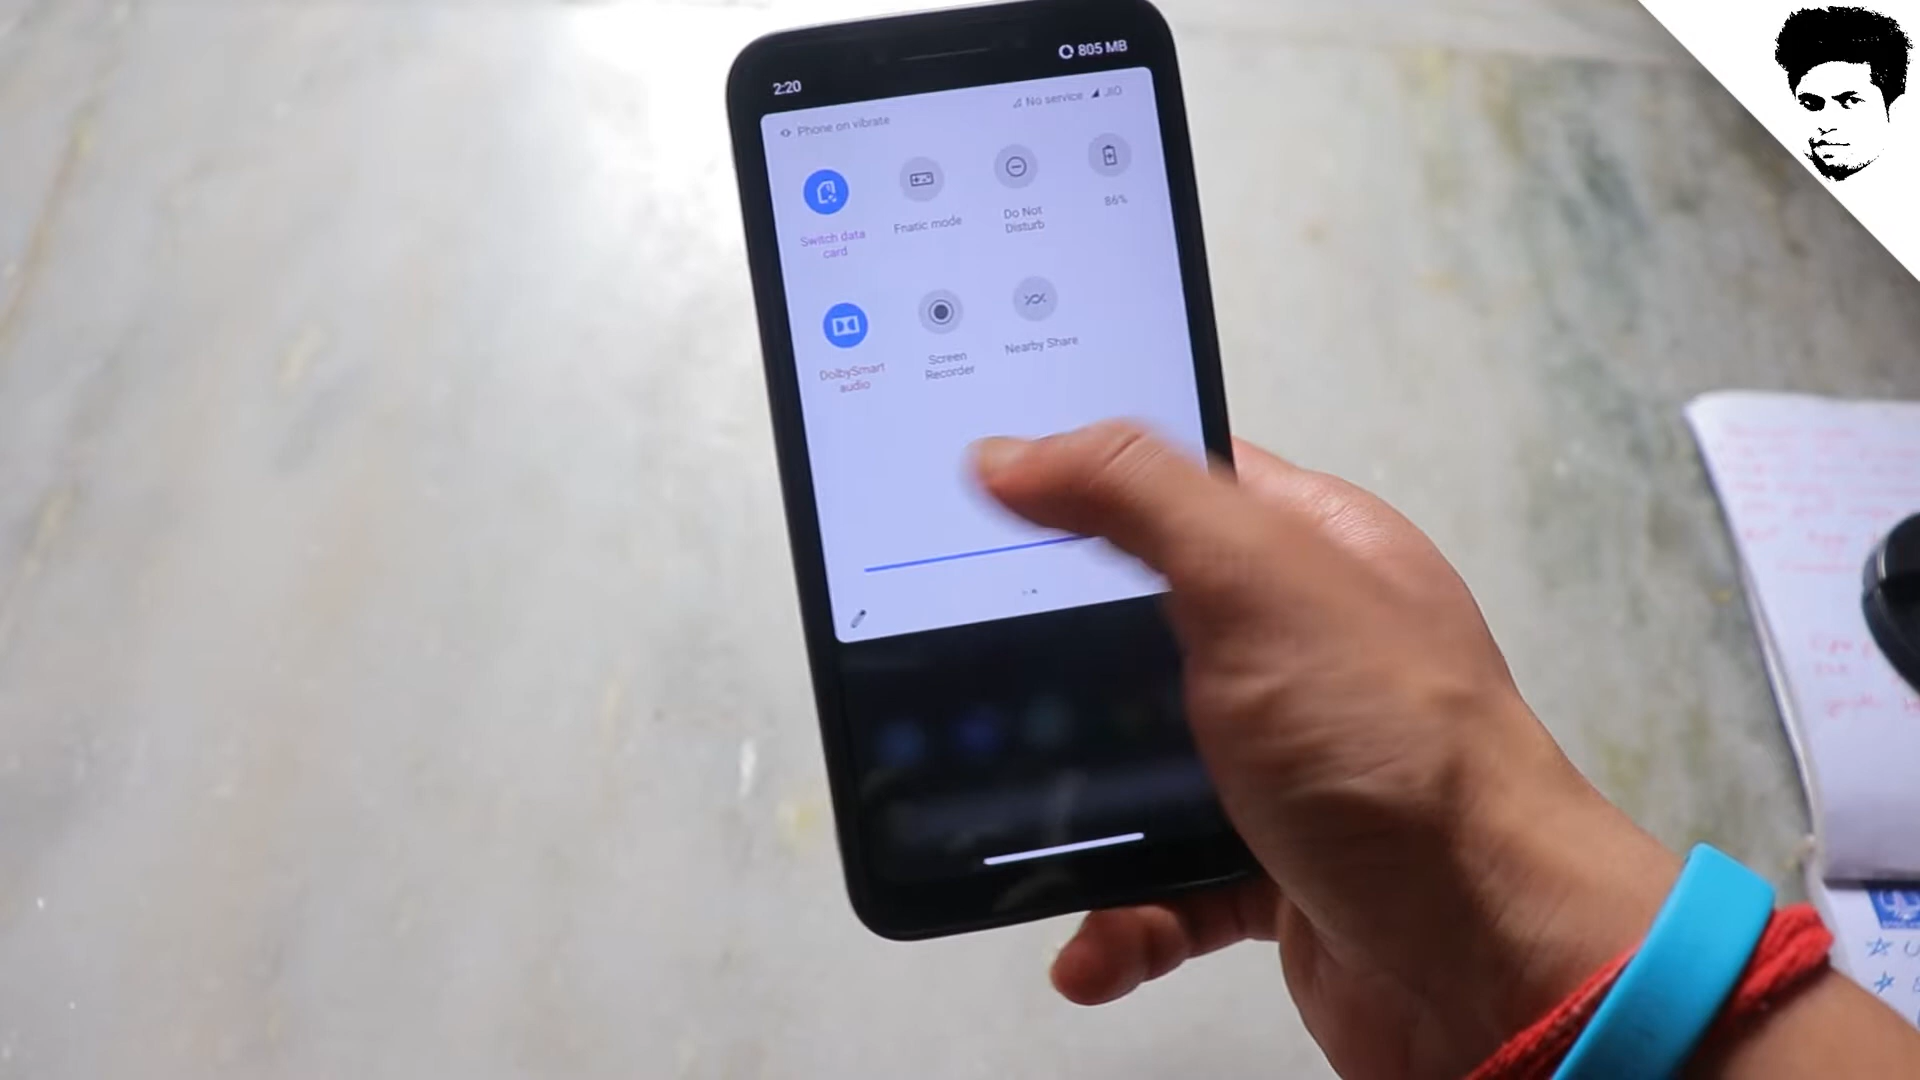 2:20
805 MB
Phone on vibrate
No service
JIO
Switch data
card
Fnatic mode
Do Not
Disturb
86%
DolbySmart
audio
Screen
Recorder
Nearby Share